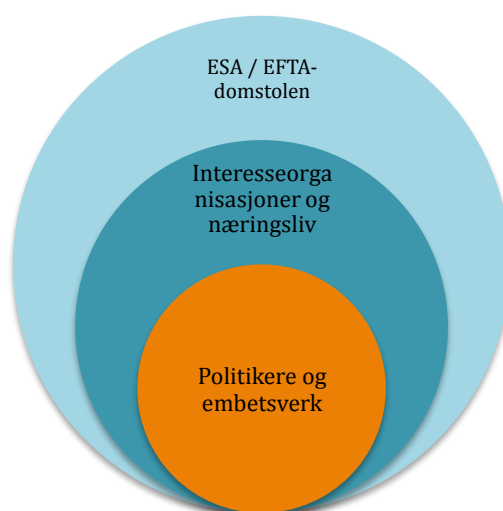 ESA / EFTA-
domstolen
Interesseorga
nisasjoner og
næringsliv
Politikere og
embetsverk